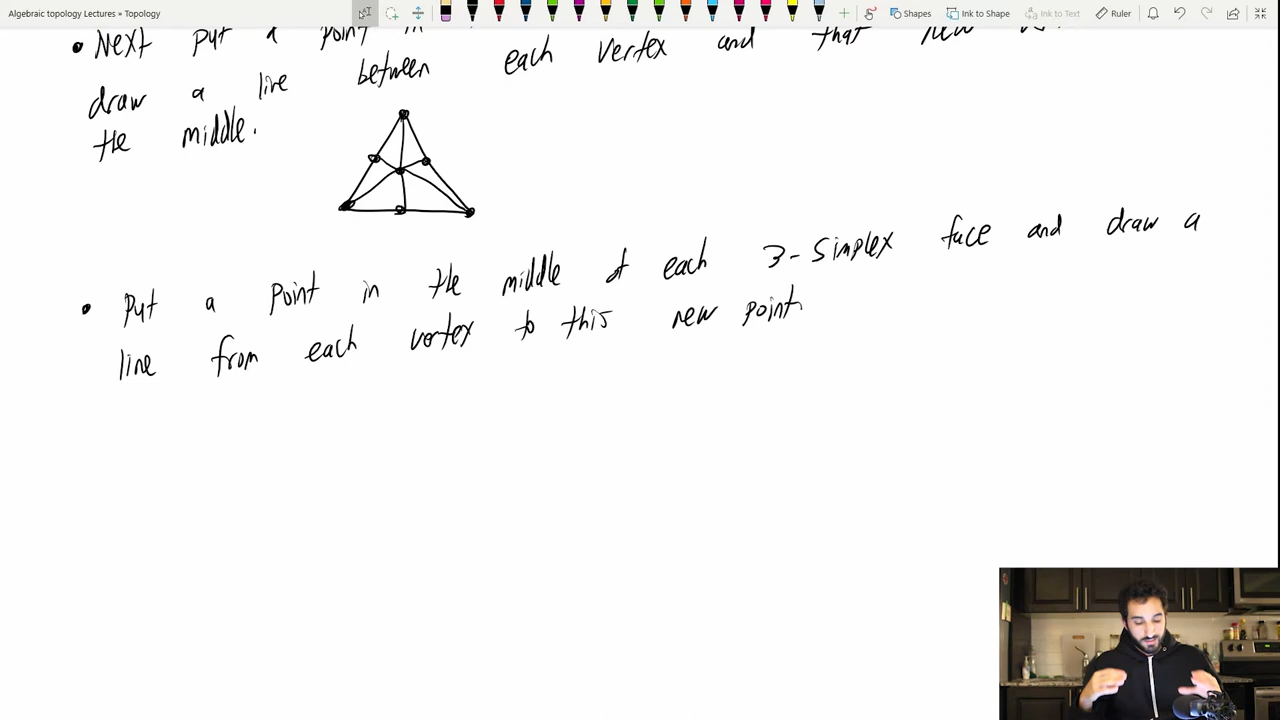 Algebraic topology Lectures » Topology
Shapes
Ink to Shape
Ink to Text
Ruler
• Next put a point in
each vertex and that new
draw a line between
the middle.
• Put a point in the middle of each 3-simplex face and draw a
line from each vertex to this new point